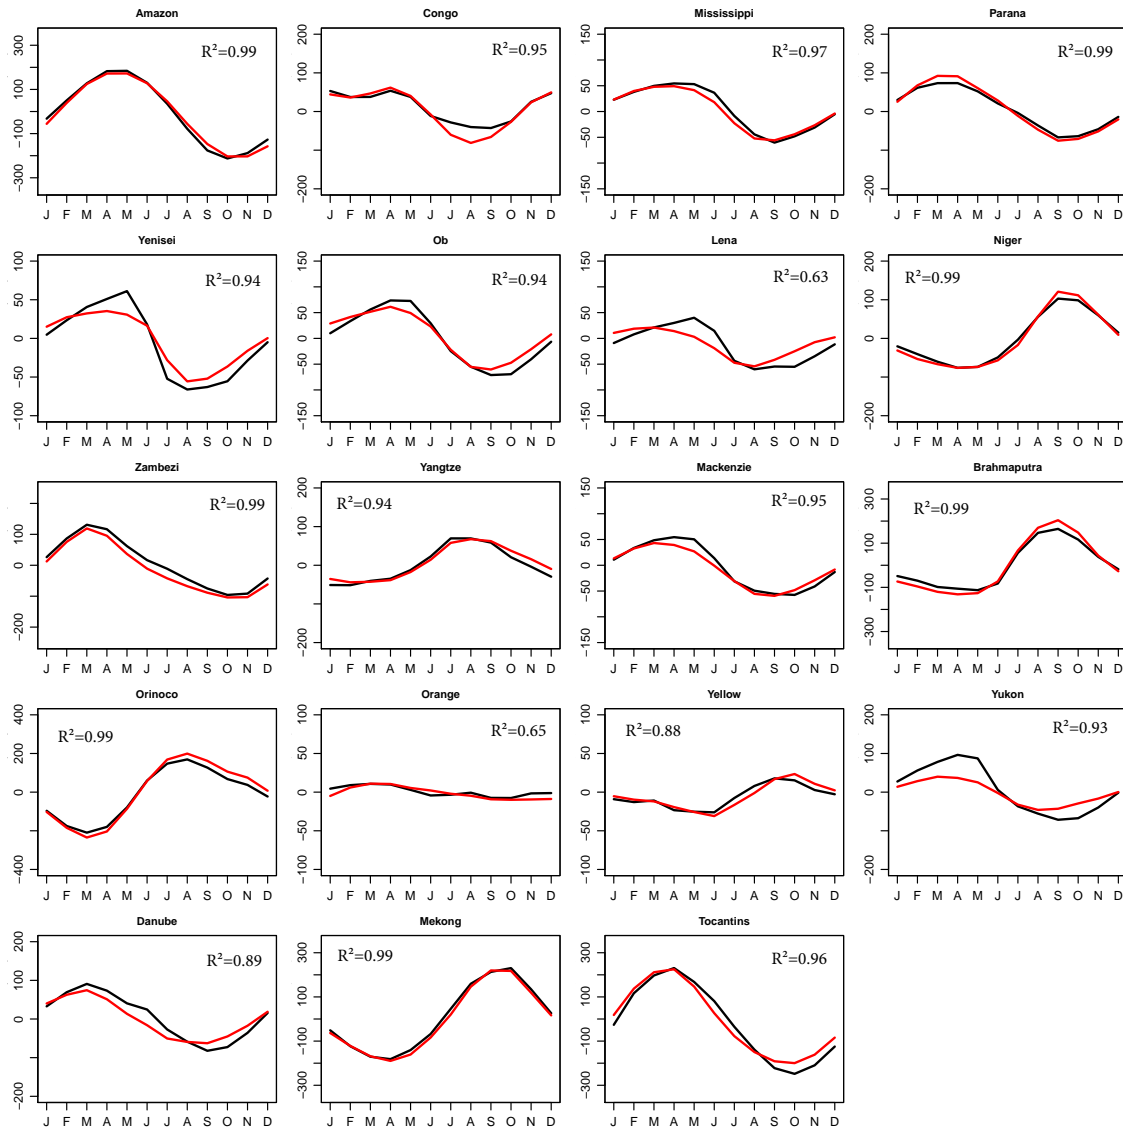 Amazon
R²=0.99
300
100
−100
−300
J F M A M J J A S O N D
Congo
R²=0.95
200
100
0
−200
J F M A M J J A S O N D
Mississippi
R²=0.97
150
50
0
−50
−150
J F M A M J J A S O N D
Parana
R²=0.99
200
100
0
−200
J F M A M J J A S O N D
Yenisei
R²=0.94
100
50
0
−50
−100
J F M A M J J A S O N D
Ob
R²=0.94
150
50
0
−50
−150
J F M A M J J A S O N D
Lena
R²=0.63
150
50
0
−50
−150
J F M A M J J A S O N D
Niger
R²=0.99
200
100
0
−200
J F M A M J J A S O N D
Zambezi
R²=0.99
100
0
−200
J F M A M J J A S O N D
Yangtze
R²=0.94
200
100
0
−200
J F M A M J J A S O N D
Mackenzie
R²=0.95
150
50
0
−50
−150
J F M A M J J A S O N D
Brahmaputra
R²=0.99
300
100
−100
−300
J F M A M J J A S O N D
Orinoco
R²=0.99
400
200
0
−400
J F M A M J J A S O N D
Orange
R²=0.65
100
50
0
−50
−100
J F M A M J J A S O N D
Yellow
R²=0.88
100
50
0
−50
−100
J F M A M J J A S O N D
Yukon
R²=0.93
200
100
0
−200
J F M A M J J A S O N D
Danube
R²=0.89
200
100
0
−200
J F M A M J J A S O N D
Mekong
R²=0.99
300
100
−100
−300
J F M A M J J A S O N D
Tocantins
R²=0.96
300
100
−100
−300
J F M A M J J A S O N D